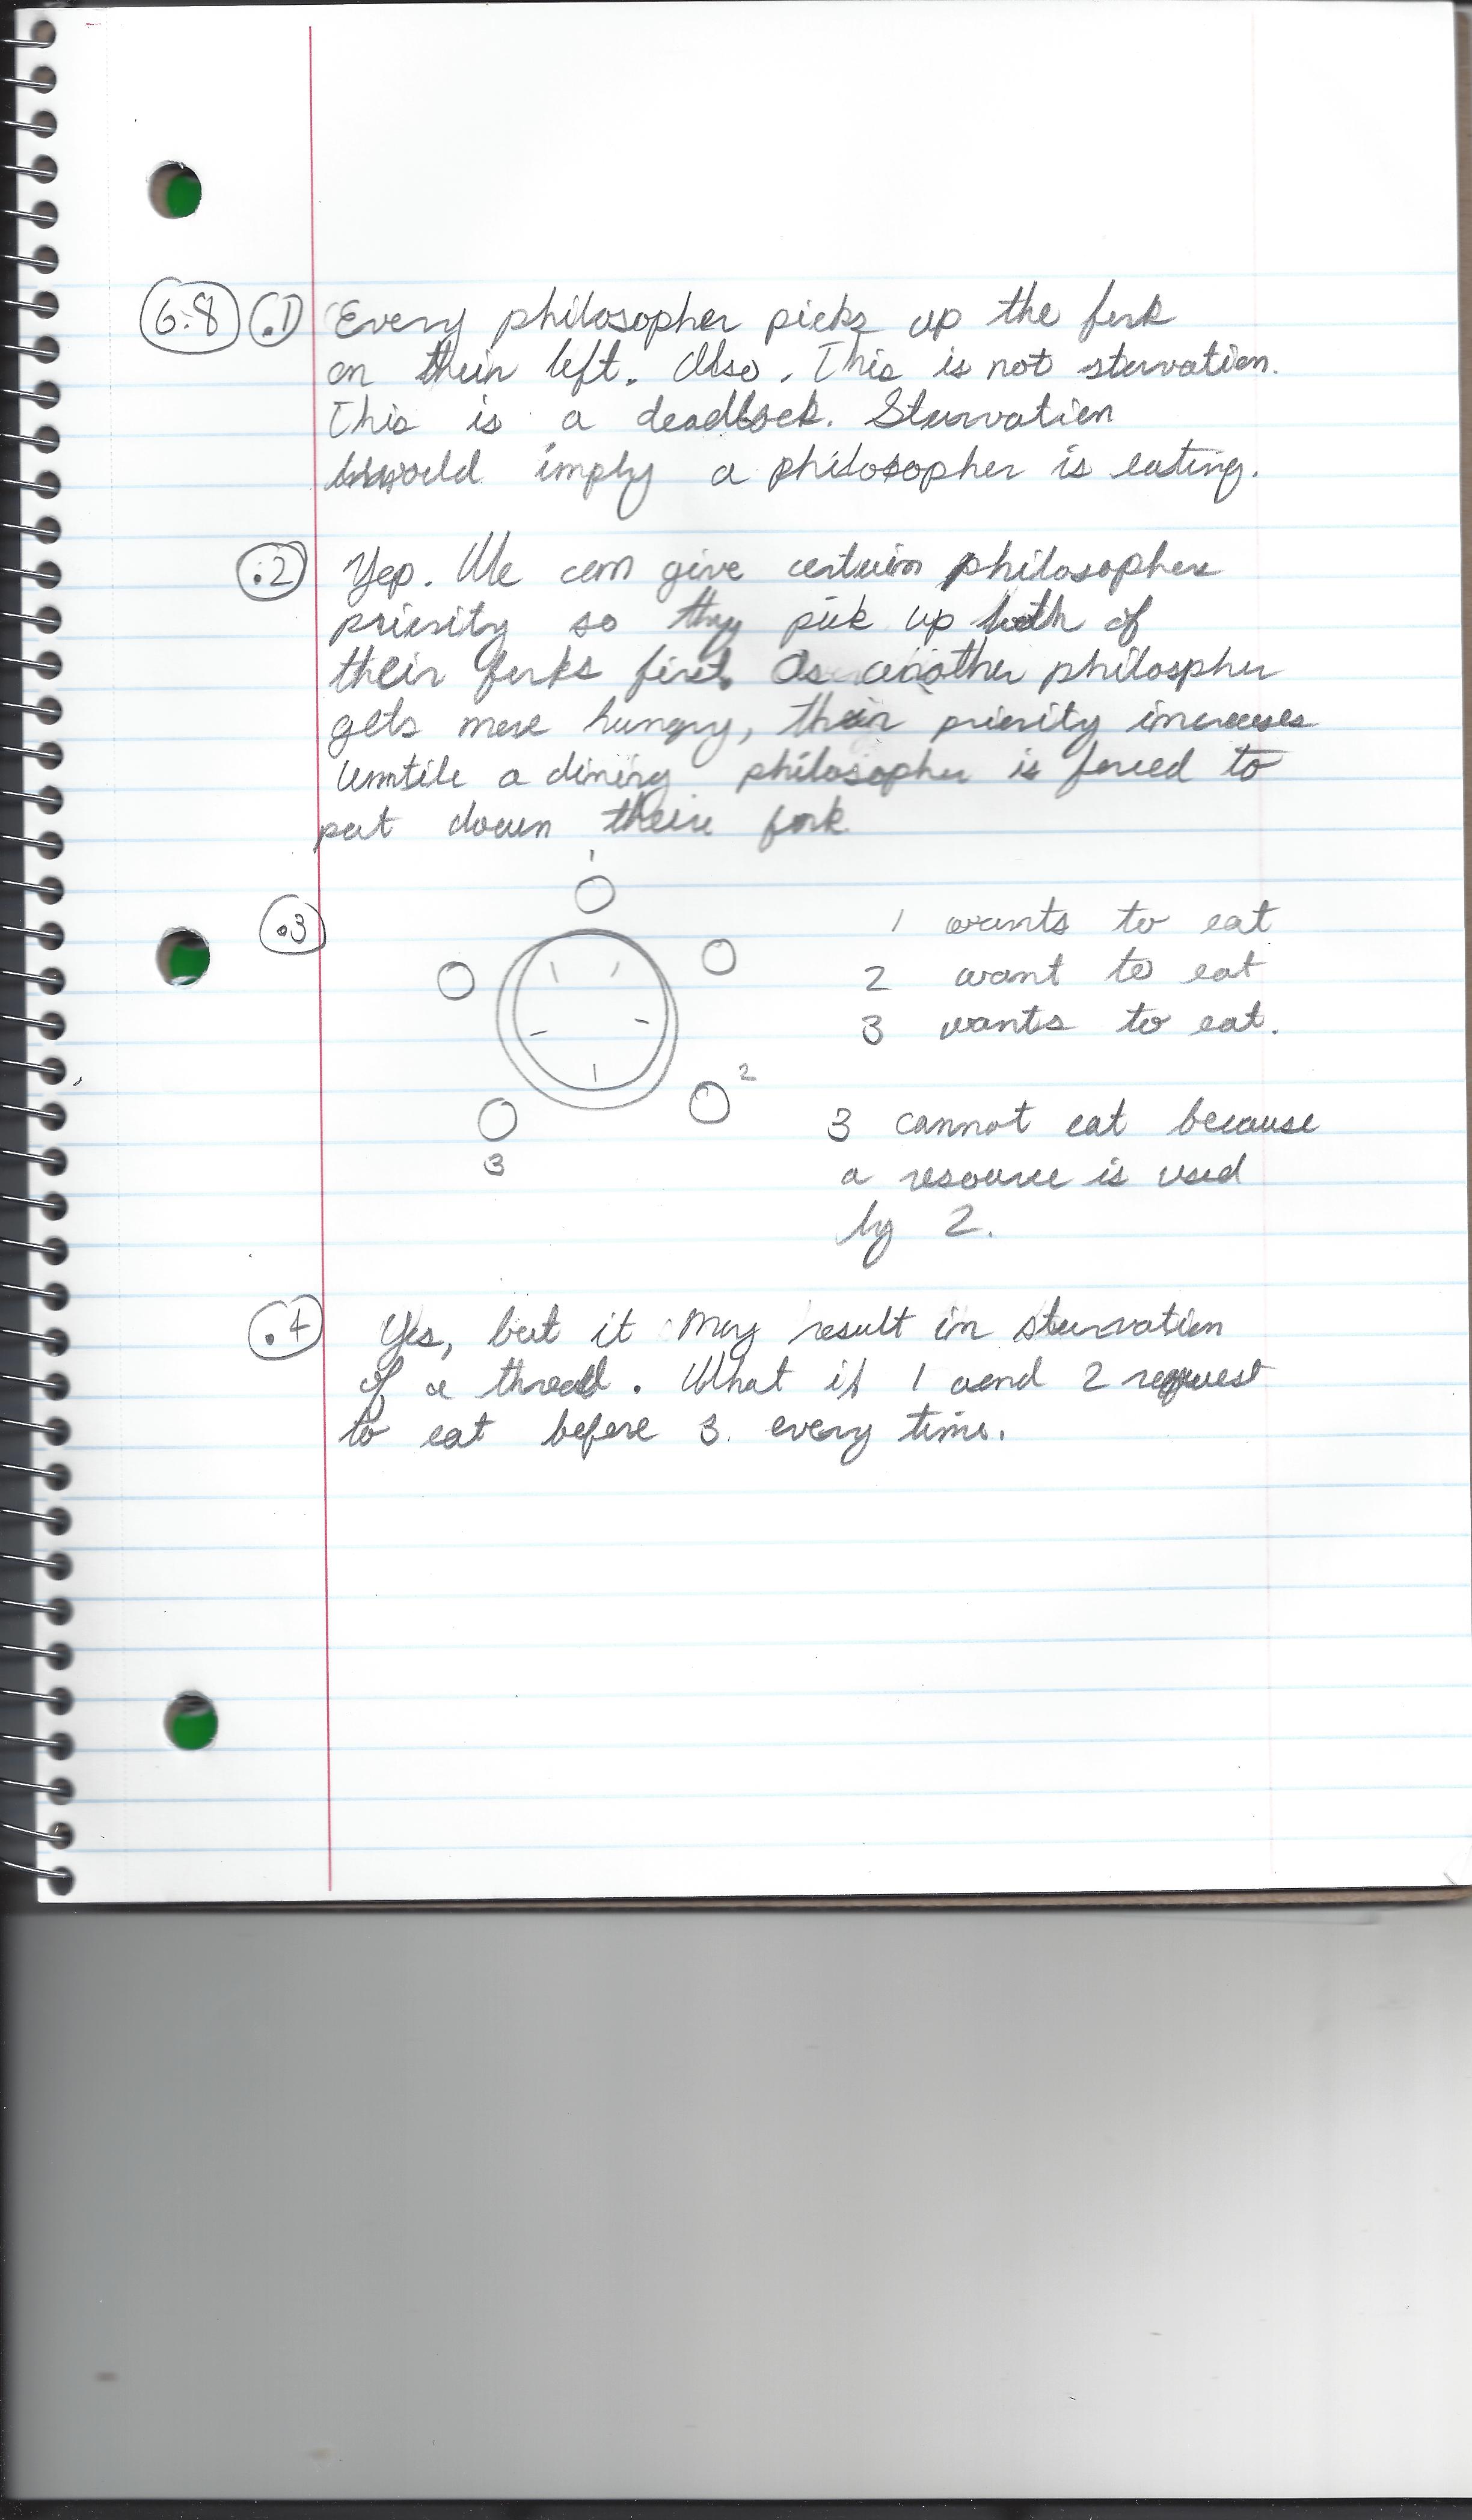 6.8 .1 Every philosopher picks up the fork
on their left. Also, This is not starvation.
This is a deadlock. Starvation
would imply a philosopher is eating.
.2 Yep. We can give certain philosophers
priority so they pick up both of
their forks first. As another philospher
gets more hungry, their priority increases
untile a dining philosopher is forced to
put down their fork
.3
1
2
3
1 wants to eat
2 want to eat
3 wants to eat.
3 cannot eat because
a resource is used
by 2.
.4 Yes, but it may result in starvation
of a thread. What if 1 and 2 request
to eat before 3. every time.